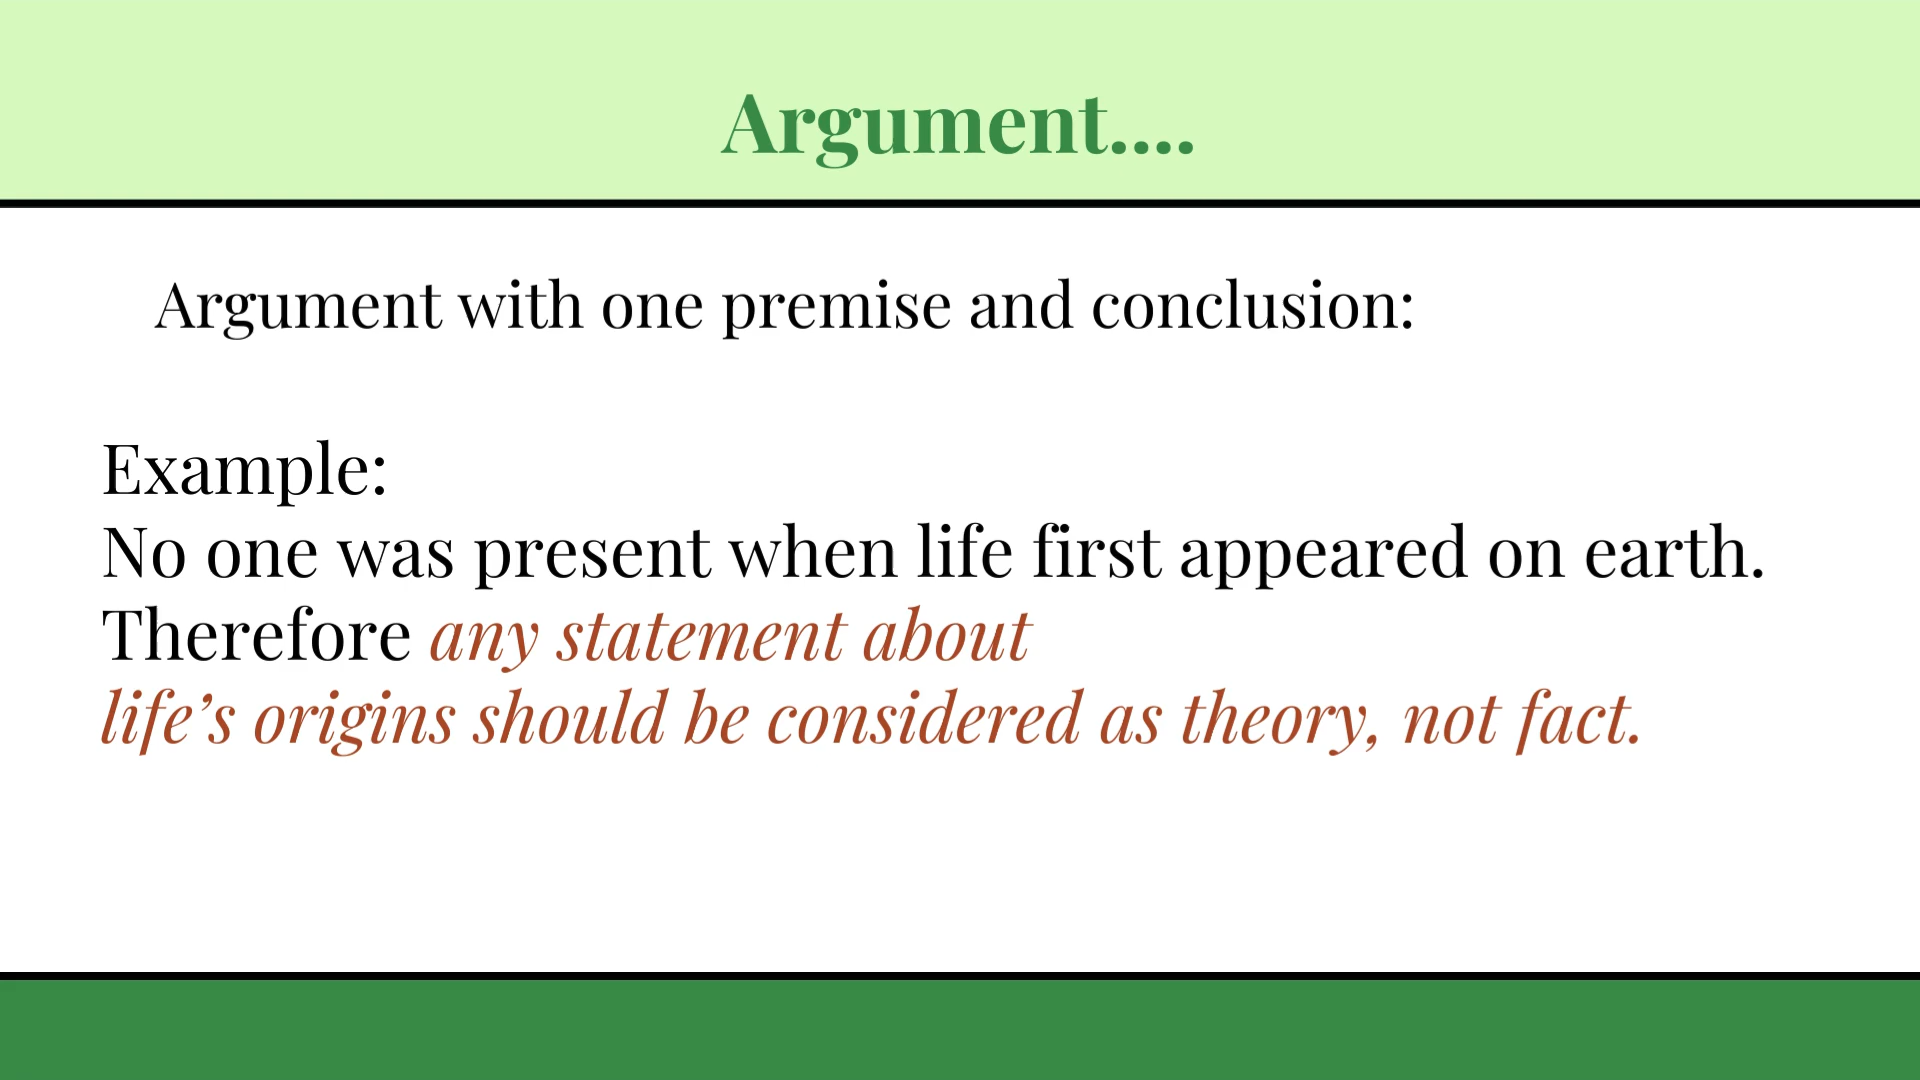 Argument....
Argument with one premise and conclusion:
Example:
No one was present when life first appeared on earth.
Therefore any statement about
life’s origins should be considered as theory, not fact.